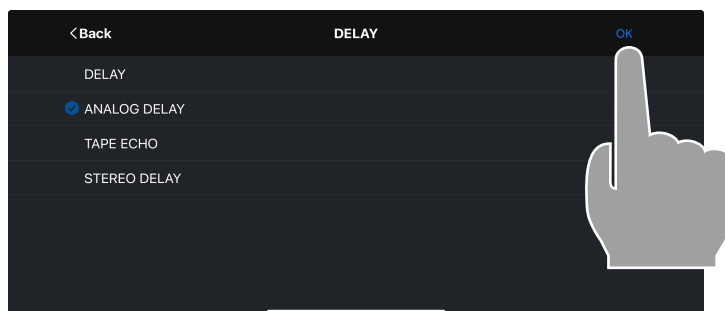 <Back DELAY OK
DELAY
ANALOG DELAY
TAPE ECHO
STEREO DELAY